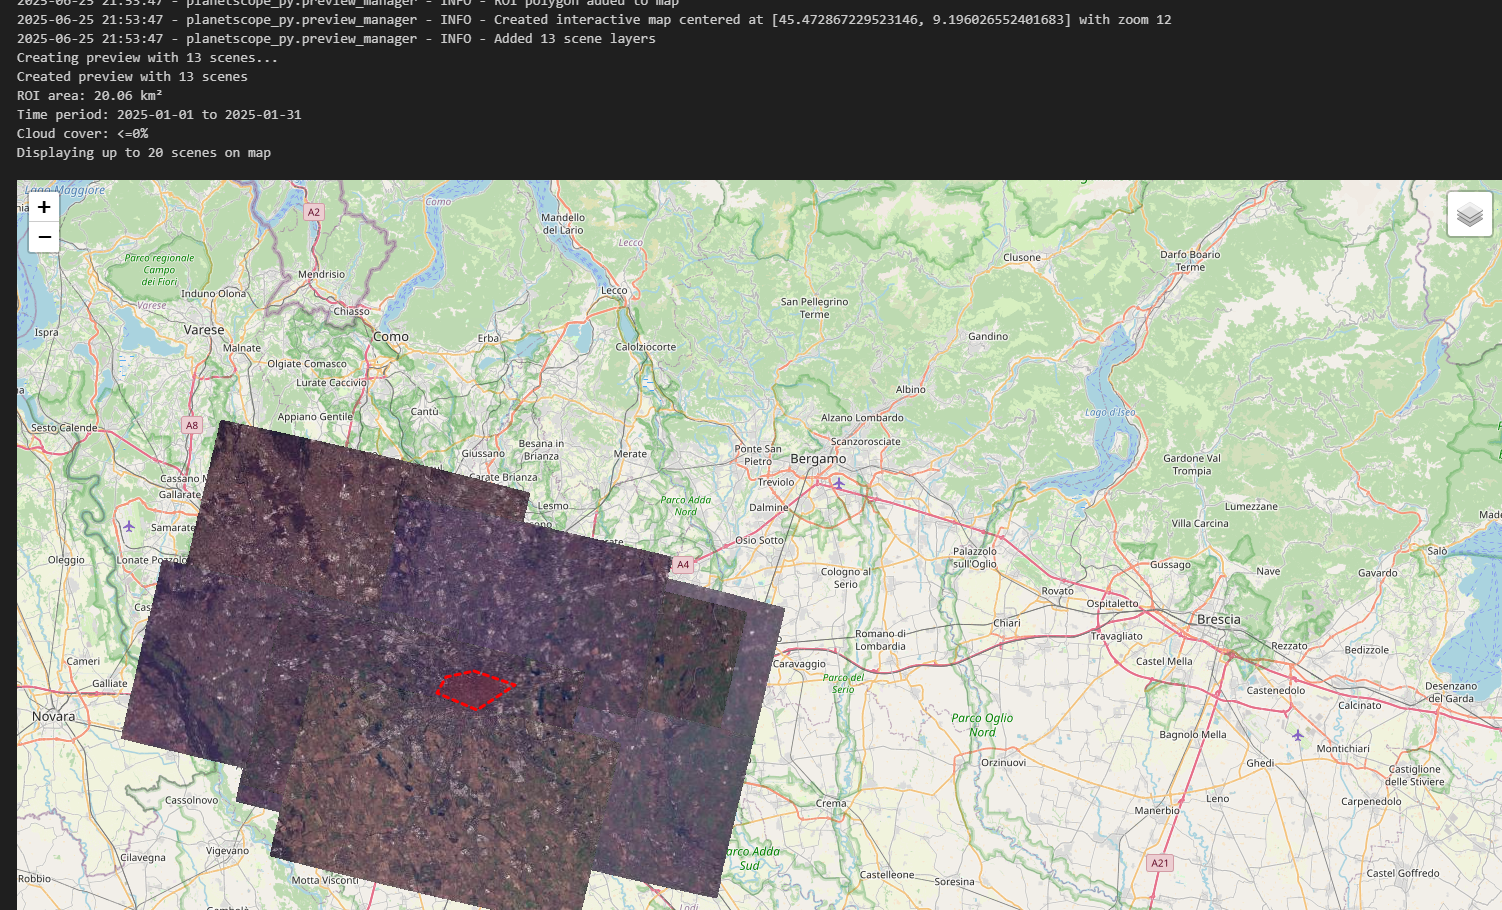 2025-06-25 21:53:47 - planetscope_py.preview_manager - INFO - ROI polygon added to map
2025-06-25 21:53:47 - planetscope_py.preview_manager - INFO - Created interactive map centered at [45.472867229523146, 9.196026552401683] with zoom 12
2025-06-25 21:53:47 - planetscope_py.preview_manager - INFO - Added 13 scene layers
Creating preview with 13 scenes...
Created preview with 13 scenes
ROI area: 20.06 km²
Time period: 2025-01-01 to 2025-01-31
Cloud cover: <=0%
Displaying up to 20 scenes on map
Lago Maggiore
+
−
A2
Como
Mandello
del Lario
Lecco
Clusone
Darfo Boario
Terme
Parco regionale
Campo
dei Fiori
Mendrisio
Induno Olona
Varese
Chiasso
Lecco
San Pellegrino
Terme
Ispra
Varese
Malnate
Como
Erba
Calolziocorte
Gandino
Olgiate Comasco
Lurate Caccivio
Albino
Sesto Calende
A8
Appiano Gentile
Cantù
Alzano Lombardo
Lago d'Iseo
Scanzorosciate
Besana in
Brianza
Giussano
Merate
Ponte San
Pietro
Bergamo
Gardone Val
Trompia
Cassano M
Gallarate
Carate Brianza
Treviolo
Parco Adda
Nord
Dalmine
Lesmo
Lumezzane
Villa Carcina
Samarate
Osio Sotto
Palazzolo
sull'Oglio
Salò
Oleggio
Lonate Pozzolo
A4
Cologno al
Serio
Gussago
Nave
Gavardo
Rovato
Ospitaletto
Chiari
Brescia
Travagliato
Romano di
Lombardia
Rezzato
Bedizzole
Cameri
Caravaggio
Castel Mella
Galliate
Parco del
Serio
Castenedolo
Desenzano
del Garda
Calcinato
Novara
Parco Oglio
Nord
Bagnolo Mella
Montichiari
Orzinuovi
Ghedi
Castiglione
delle Stiviere
Cassolnovo
Crema
Leno
Carpenedolo
Manerbio
Vigevano
Cilavegna
arco Adda
Sud
A21
Robbio
Motta Visconti
Castelleone
Soresina
Castel Goffredo